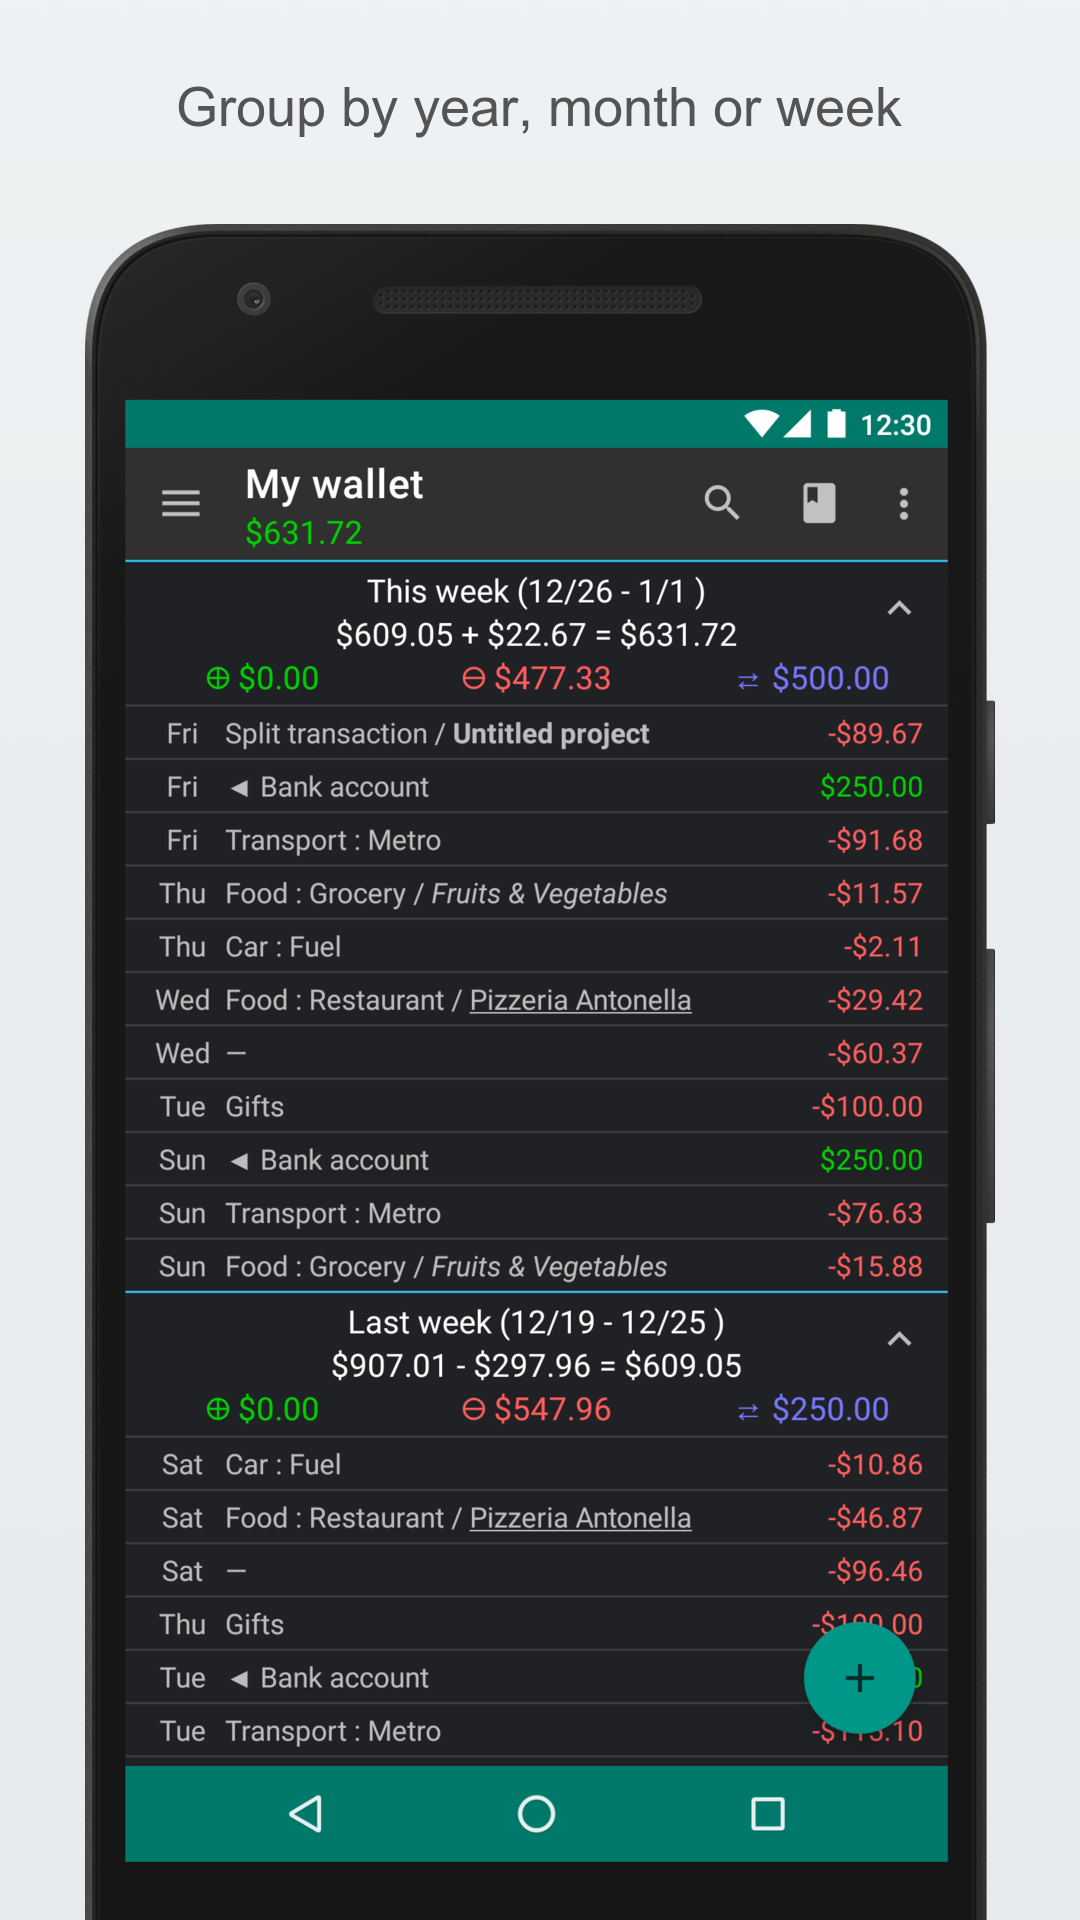 Group by year, month or week
12:30
My wallet
$631.72
This week (12/26 - 1/1 )
$609.05 + $22.67 = $631.72
⊕ $0.00 ⊖ $477.33 ⇄ $500.00
Fri Split transaction / Untitled project -$89.67
Fri ◄ Bank account $250.00
Fri Transport : Metro -$91.68
Thu Food : Grocery / Fruits & Vegetables -$11.57
Thu Car : Fuel -$2.11
Wed Food : Restaurant / Pizzeria Antonella -$29.42
Wed — -$60.37
Tue Gifts -$100.00
Sun ◄ Bank account $250.00
Sun Transport : Metro -$76.63
Sun Food : Grocery / Fruits & Vegetables -$15.88
Last week (12/19 - 12/25 )
$907.01 - $297.96 = $609.05
⊕ $0.00 ⊖ $547.96 ⇄ $250.00
Sat Car : Fuel -$10.86
Sat Food : Restaurant / Pizzeria Antonella -$46.87
Sat — -$96.46
Thu Gifts -$100.00
Tue ◄ Bank account
Tue Transport : Metro